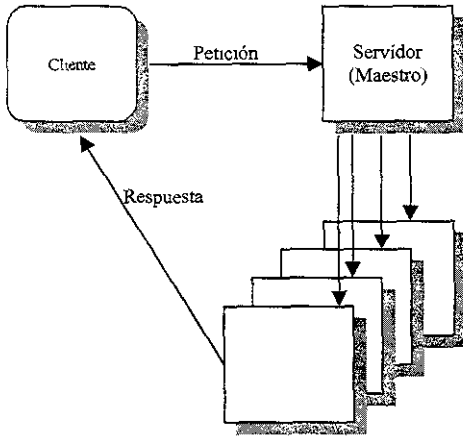 Cliente
Petición
Servidor
(Maestro)
Respuesta